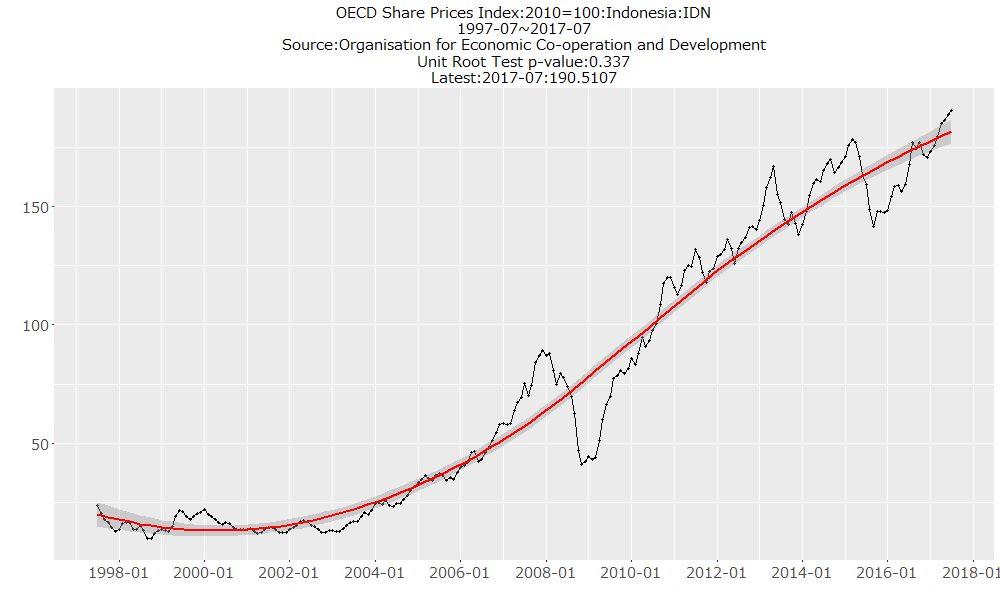 OECD Share Prices Index:2010=100:Indonesia:IDN
1997-07~2017-07
Source:Organisation for Economic Co-operation and Development
Unit Root Test p-value:0.337
Latest:2017-07:190.5107
150
100
50
1998-01 2000-01 2002-01 2004-01 2006-01 2008-01 2010-01 2012-01 2014-01 2016-01 2018-01